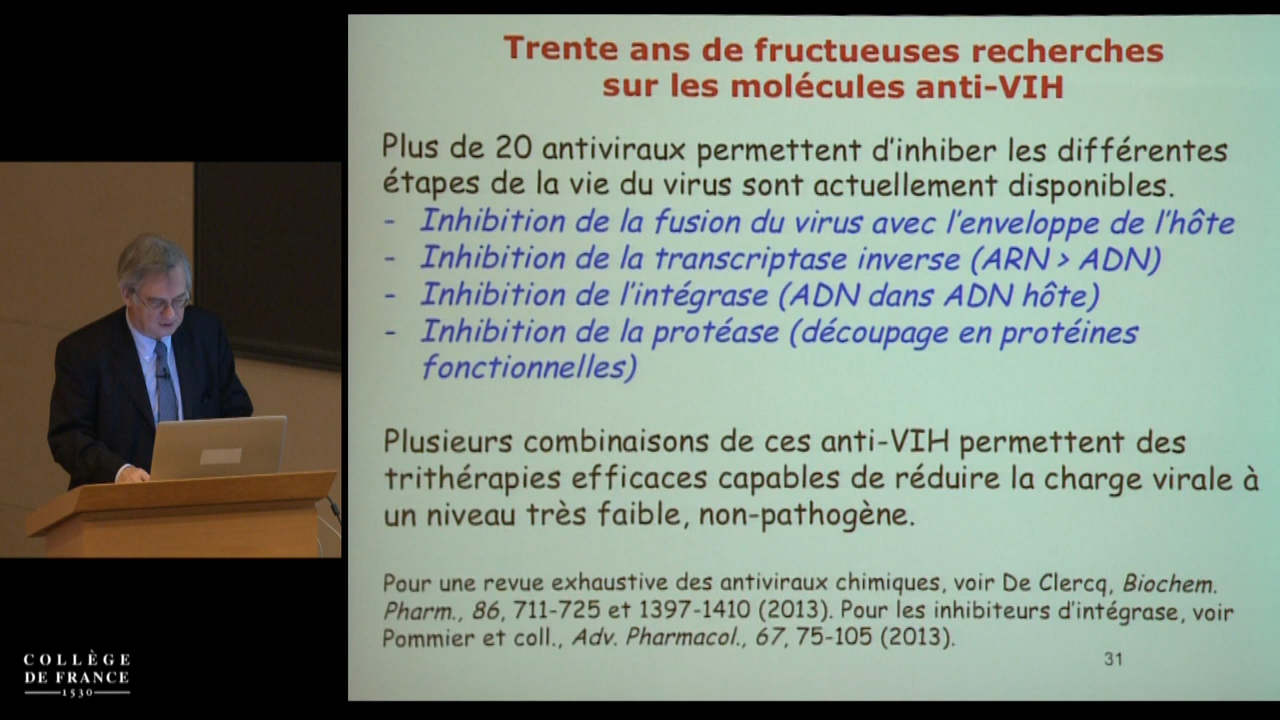 Trente ans de fructueuses recherches
sur les molécules anti-VIH
Plus de 20 antiviraux permettent d'inhiber les différentes
étapes de la vie du virus sont actuellement disponibles.
- Inhibition de la fusion du virus avec l'enveloppe de l'hôte
- Inhibition de la transcriptase inverse (ARN > ADN)
- Inhibition de l'intégrase (ADN dans ADN hôte)
- Inhibition de la protéase (découpage en protéines
fonctionnelles)
Plusieurs combinaisons de ces anti-VIH permettent des
trithérapies efficaces capables de réduire la charge virale à
un niveau très faible, non-pathogène.
Pour une revue exhaustive des antiviraux chimiques, voir De Clercq, Biochem.
Pharm., 86, 711-725 et 1397-1410 (2013). Pour les inhibiteurs d'intégrase, voir
Pommier et coll., Adv. Pharmacol., 67, 75-105 (2013).
31
COLLÈGE
DE FRANCE
1530